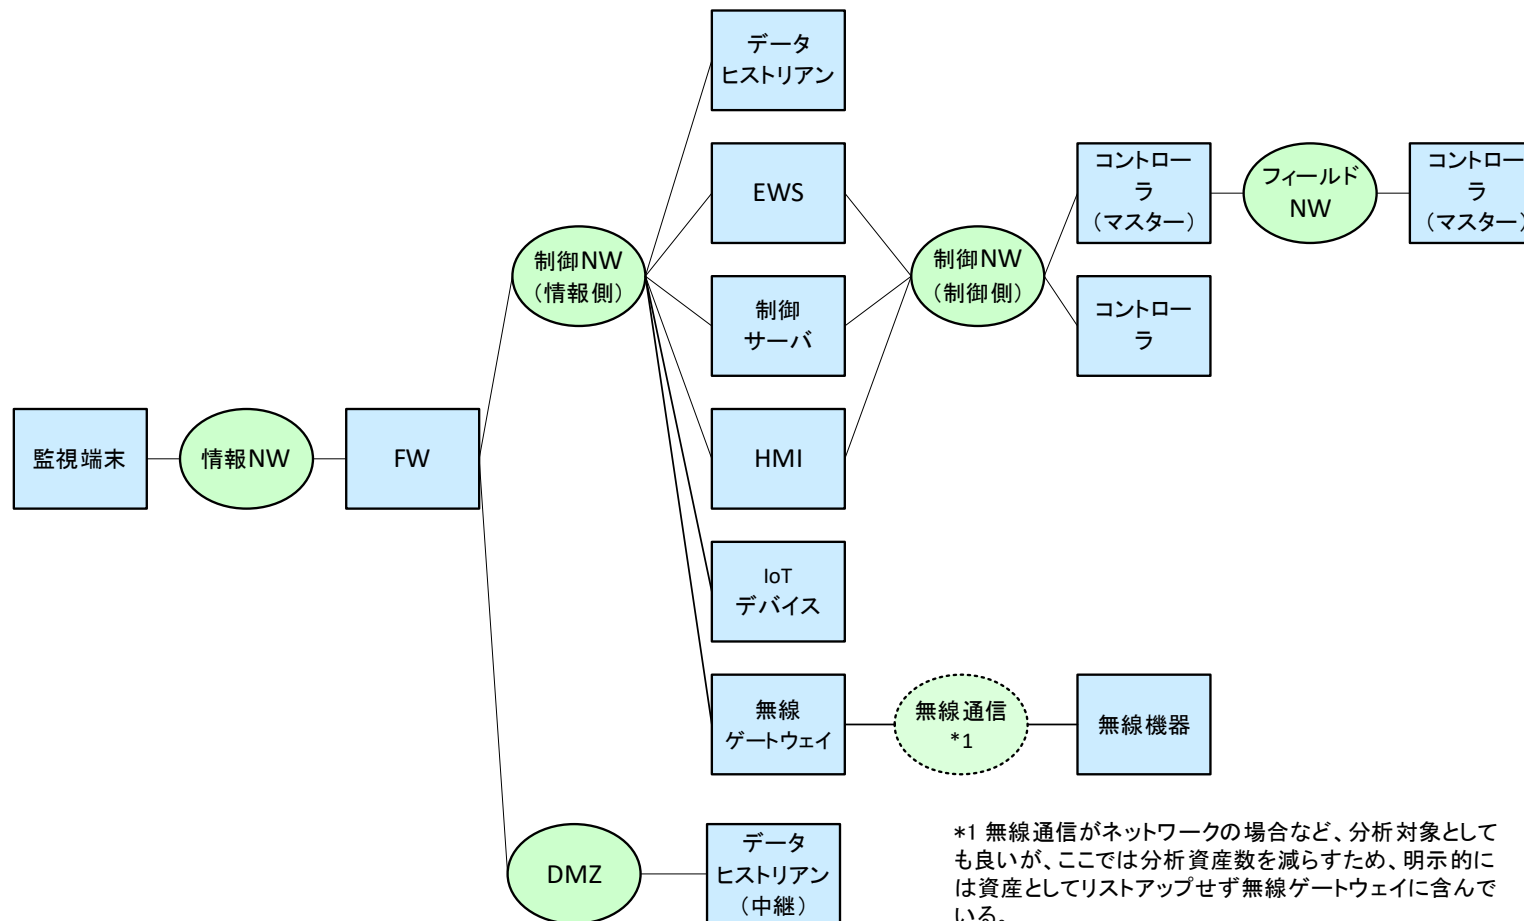 データ
ヒストリアン
EWS
制御
サーバ
HMI
IoT
デバイス
無線
ゲートウェイ
データ
ヒストリアン
（中継）
監視端末
情報NW
FW
制御NW
（情報側）
DMZ
制御NW
（制御側）
無線通信
*1
コントロー
ラ
（マスター）
コントロー
ラ
無線機器
フィールド
NW
コントロー
ラ
（マスター）
*1 無線通信がネットワークの場合など、分析対象として
も良いが、ここでは分析資産数を減らすため、明示的に
は資産としてリストアップせず無線ゲートウェイに含んで
いる。